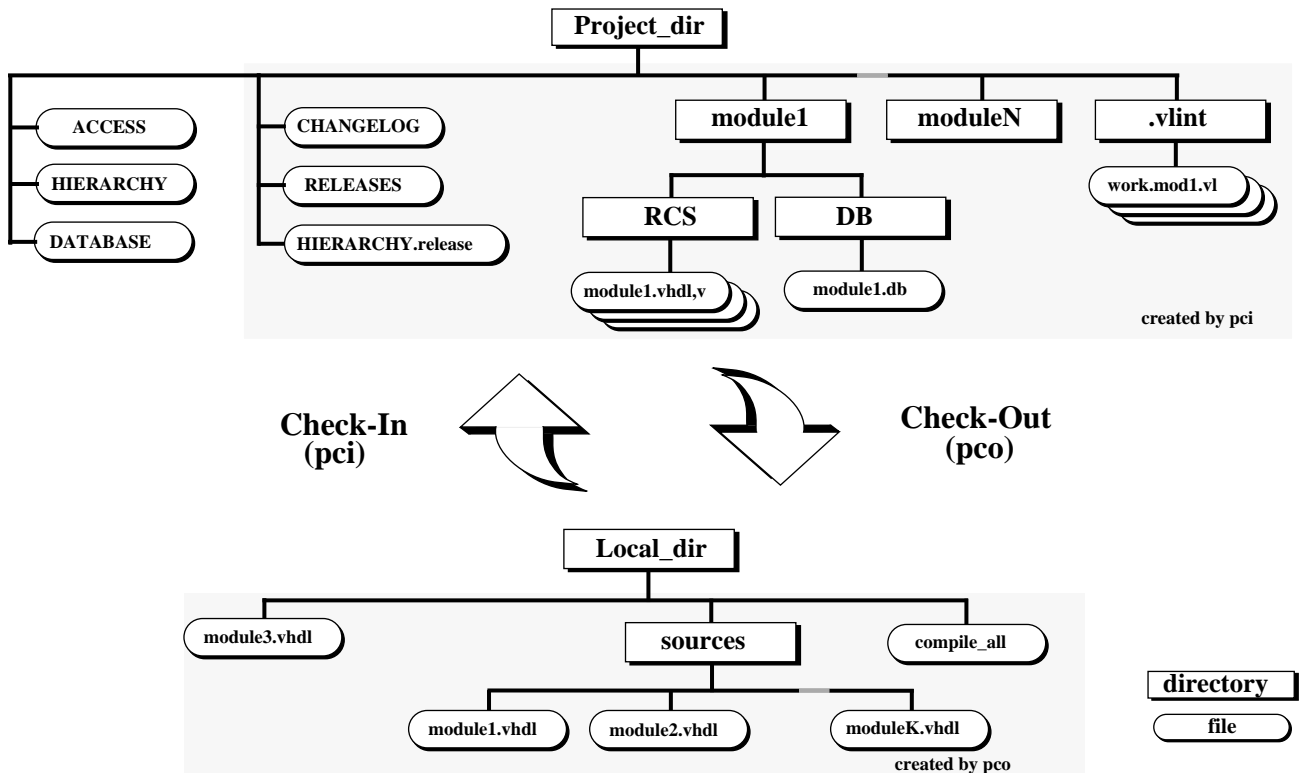 Project_dir
ACCESS
HIERARCHY
DATABASE
CHANGELOG
RELEASES
HIERARCHY.release
module1
moduleN
.vlint
RCS
DB
work.mod1.vl
module1.vhdl,v
module1.db
created by pci
Check-In
(pci)
Check-Out
(pco)
Local_dir
module3.vhdl
sources
compile_all
module1.vhdl
module2.vhdl
moduleK.vhdl
created by pco
directory
file